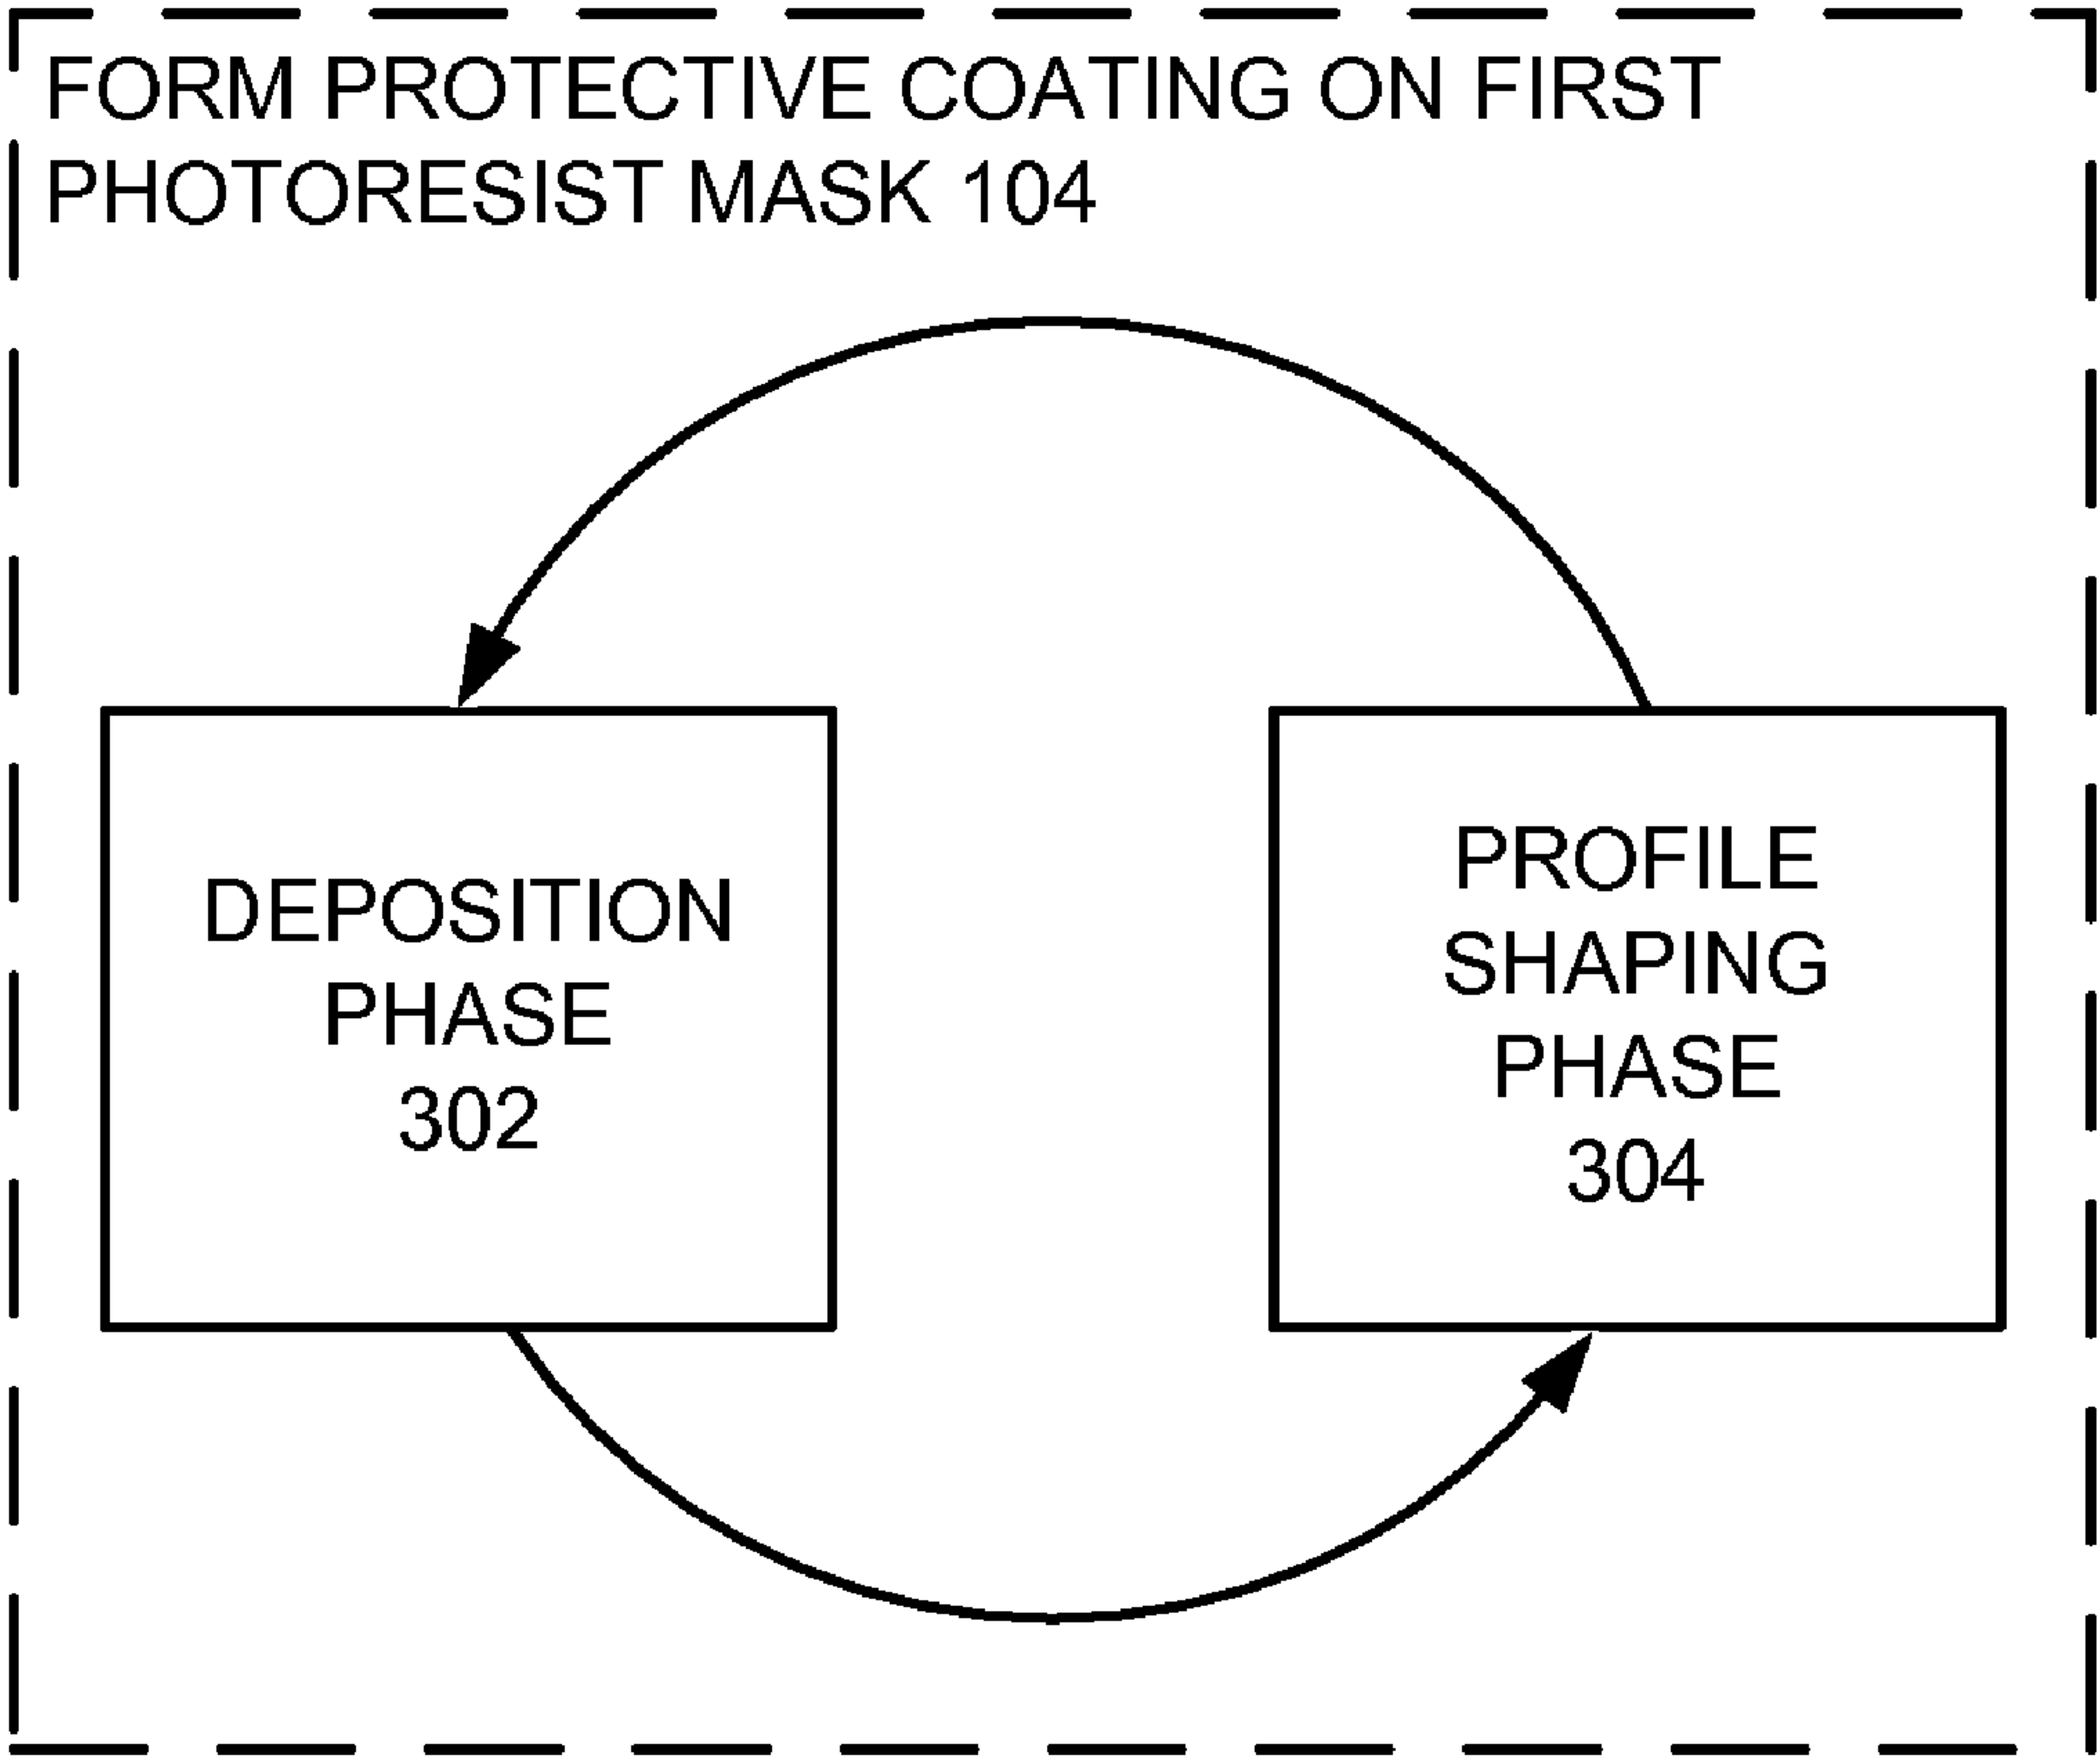 FORM PROTECTIVE COATING ON FIRST
PHOTORESIST MASK 104
DEPOSITION
PHASE
302
PROFILE
SHAPING
PHASE
304